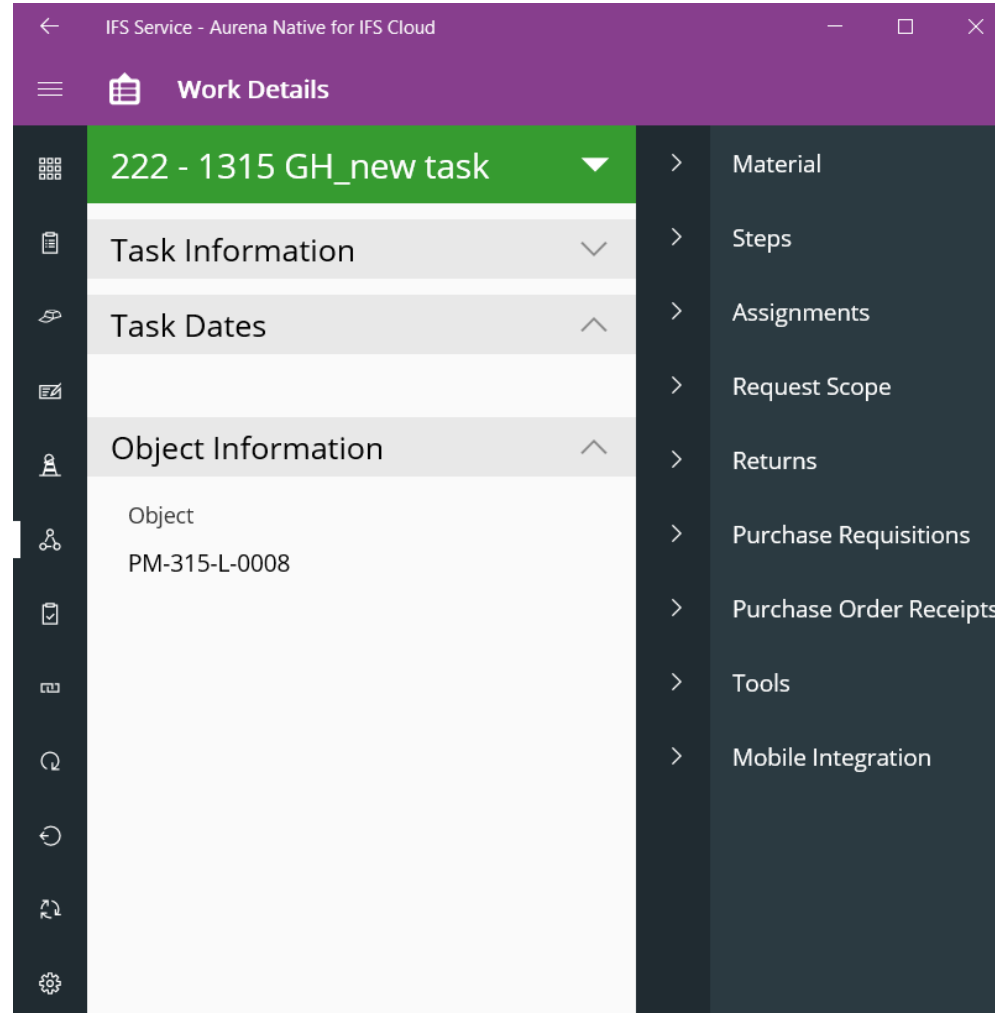 IFS Service - Aurena Native for IFS Cloud
Work Details
222 - 1315 GH_new task
Task Information
Task Dates
Object Information
Object
PM-315-L-0008
Material
Steps
Assignments
Request Scope
Returns
Purchase Requisitions
Purchase Order Receipts
Tools
Mobile Integration